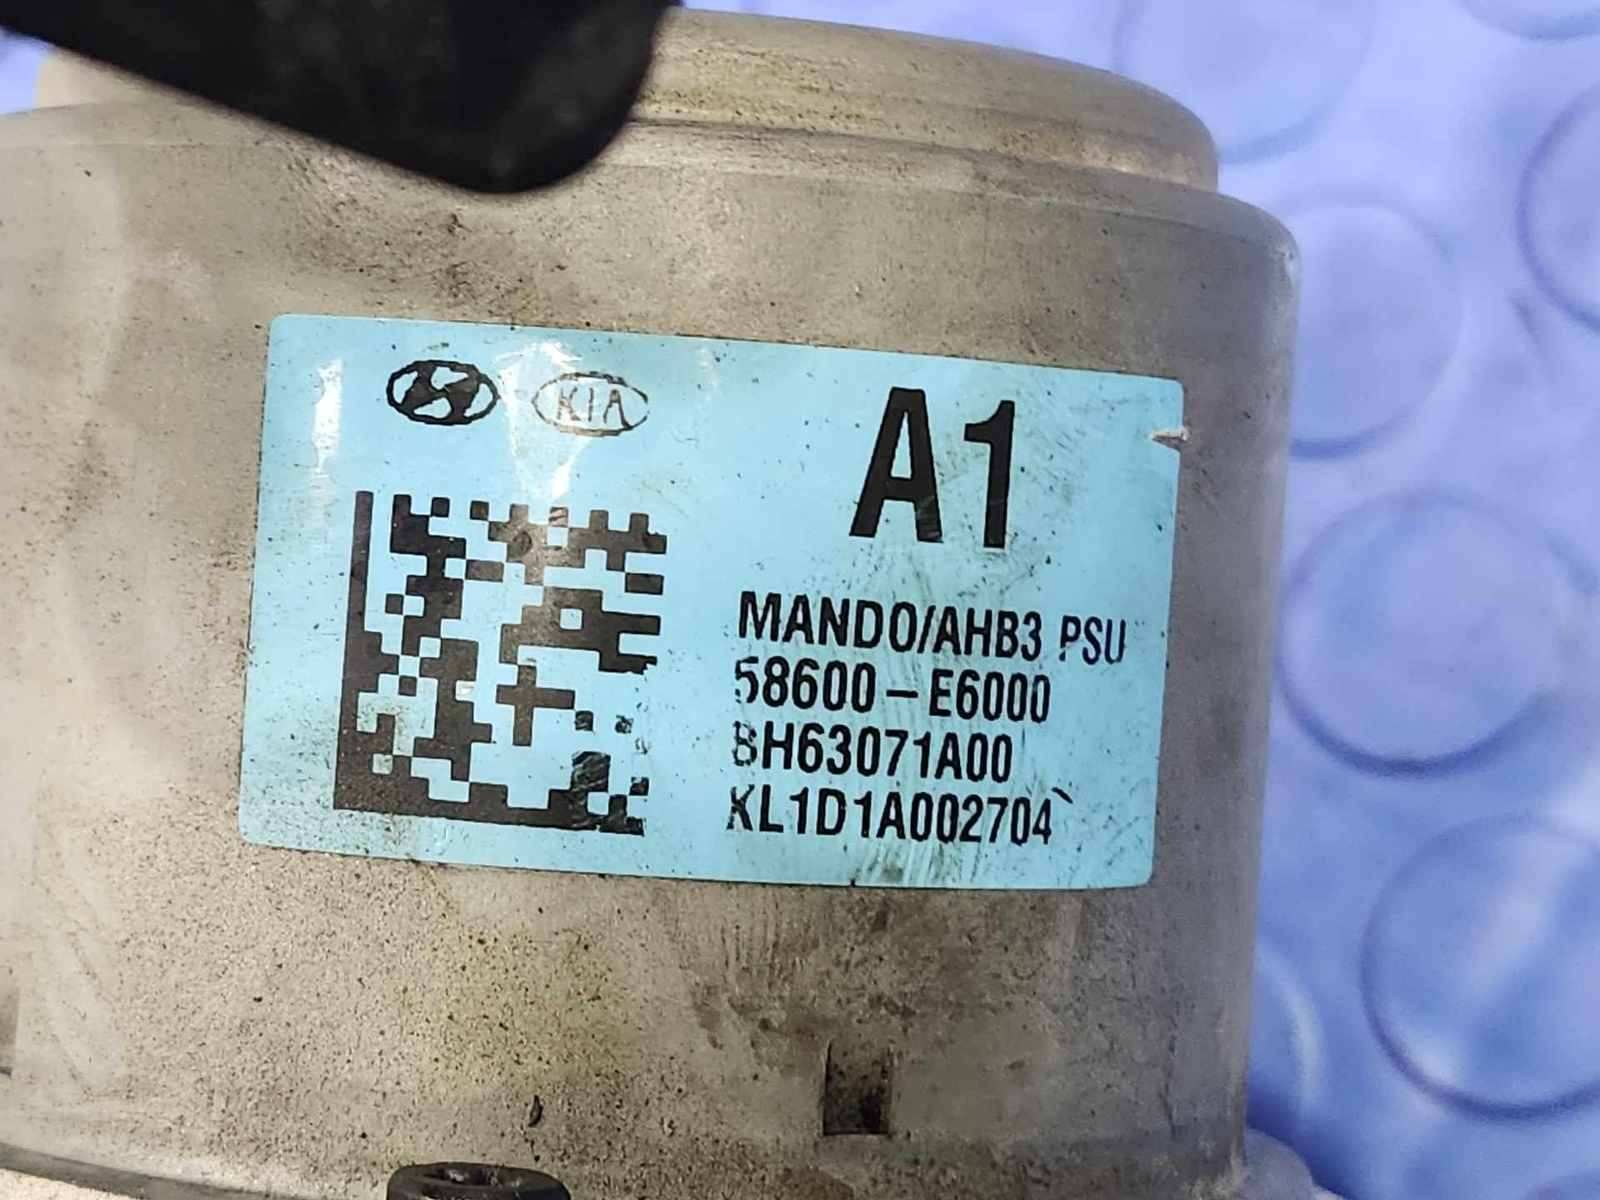 KIA
A1
MANDO/AHB3 PSU
58600-E6000
BH63071A00
KL1D1A002704